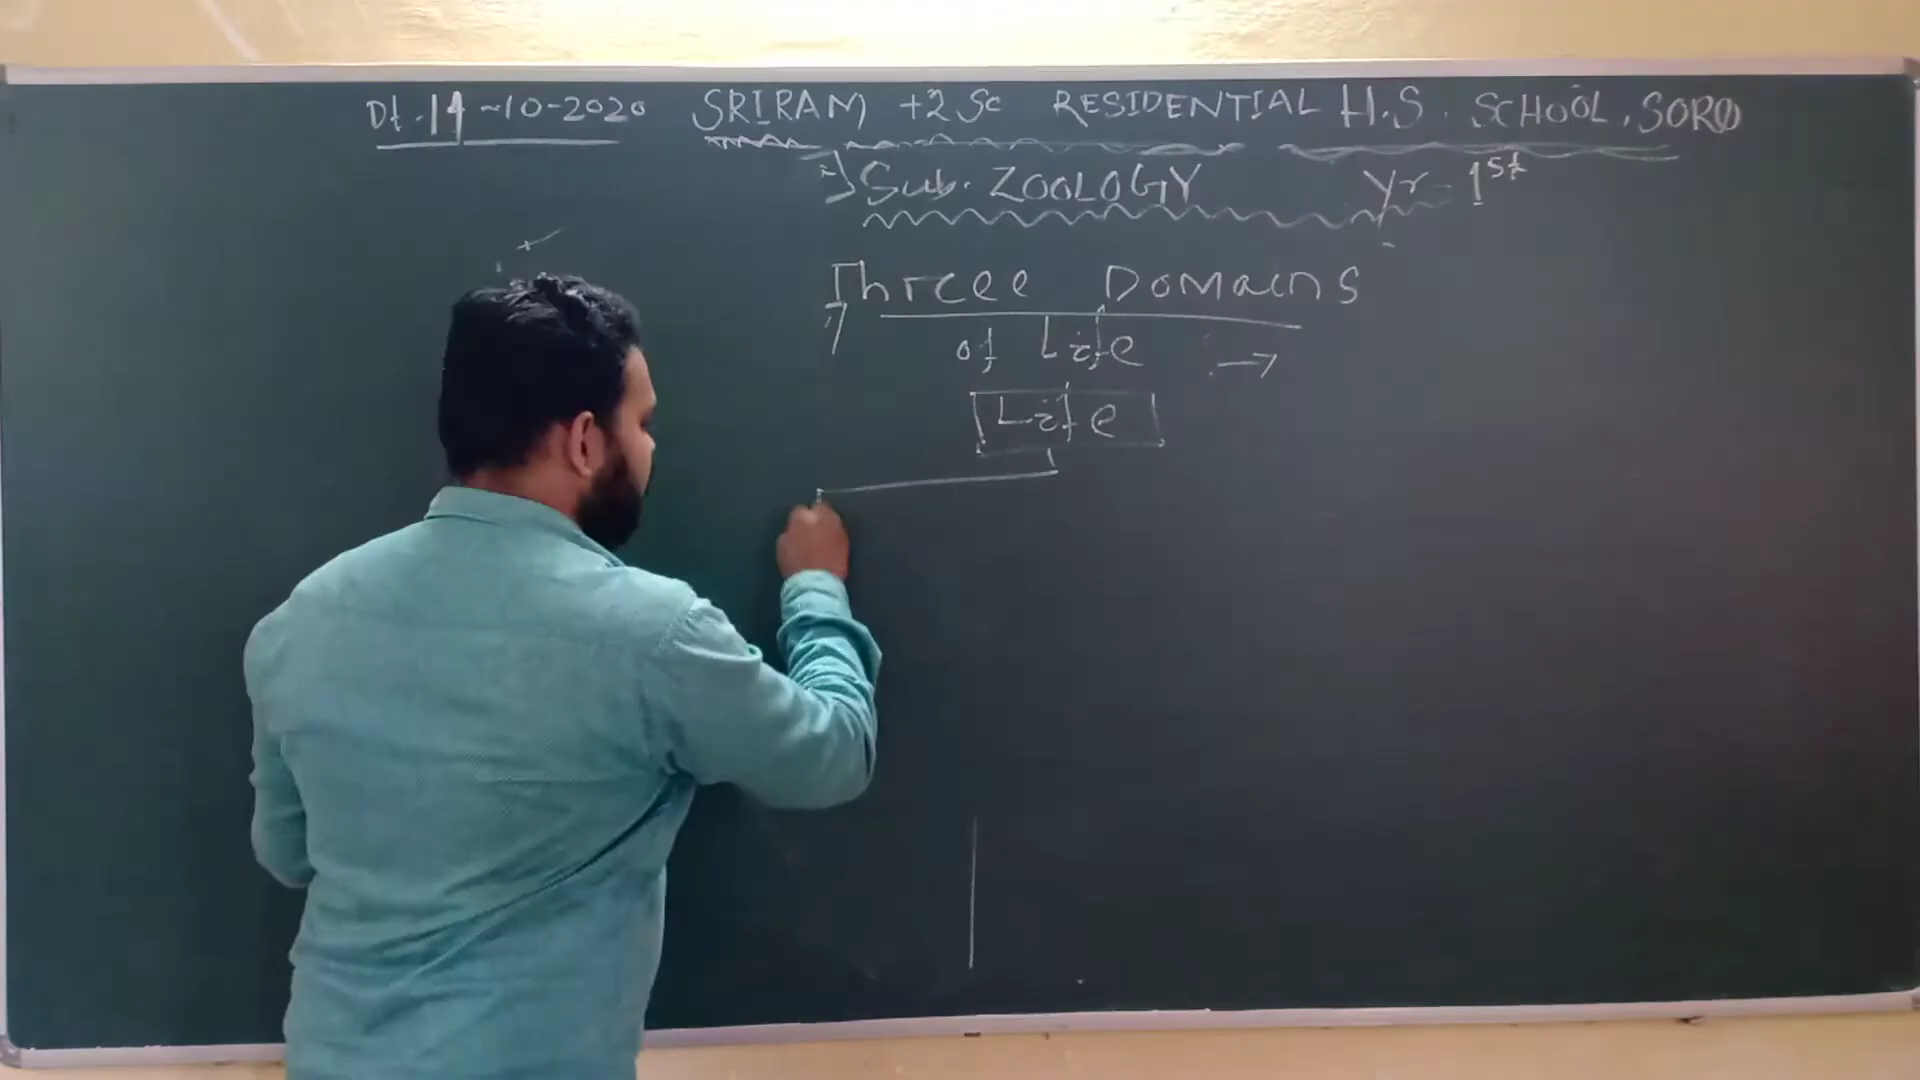 Dt.14-10-2020 SRIRAM +2 Sc RESIDENTIAL H.S. SCHOOL, SORO
Sub. ZOOLOGY Yr- 1st
Three Domains
of Life →
Life